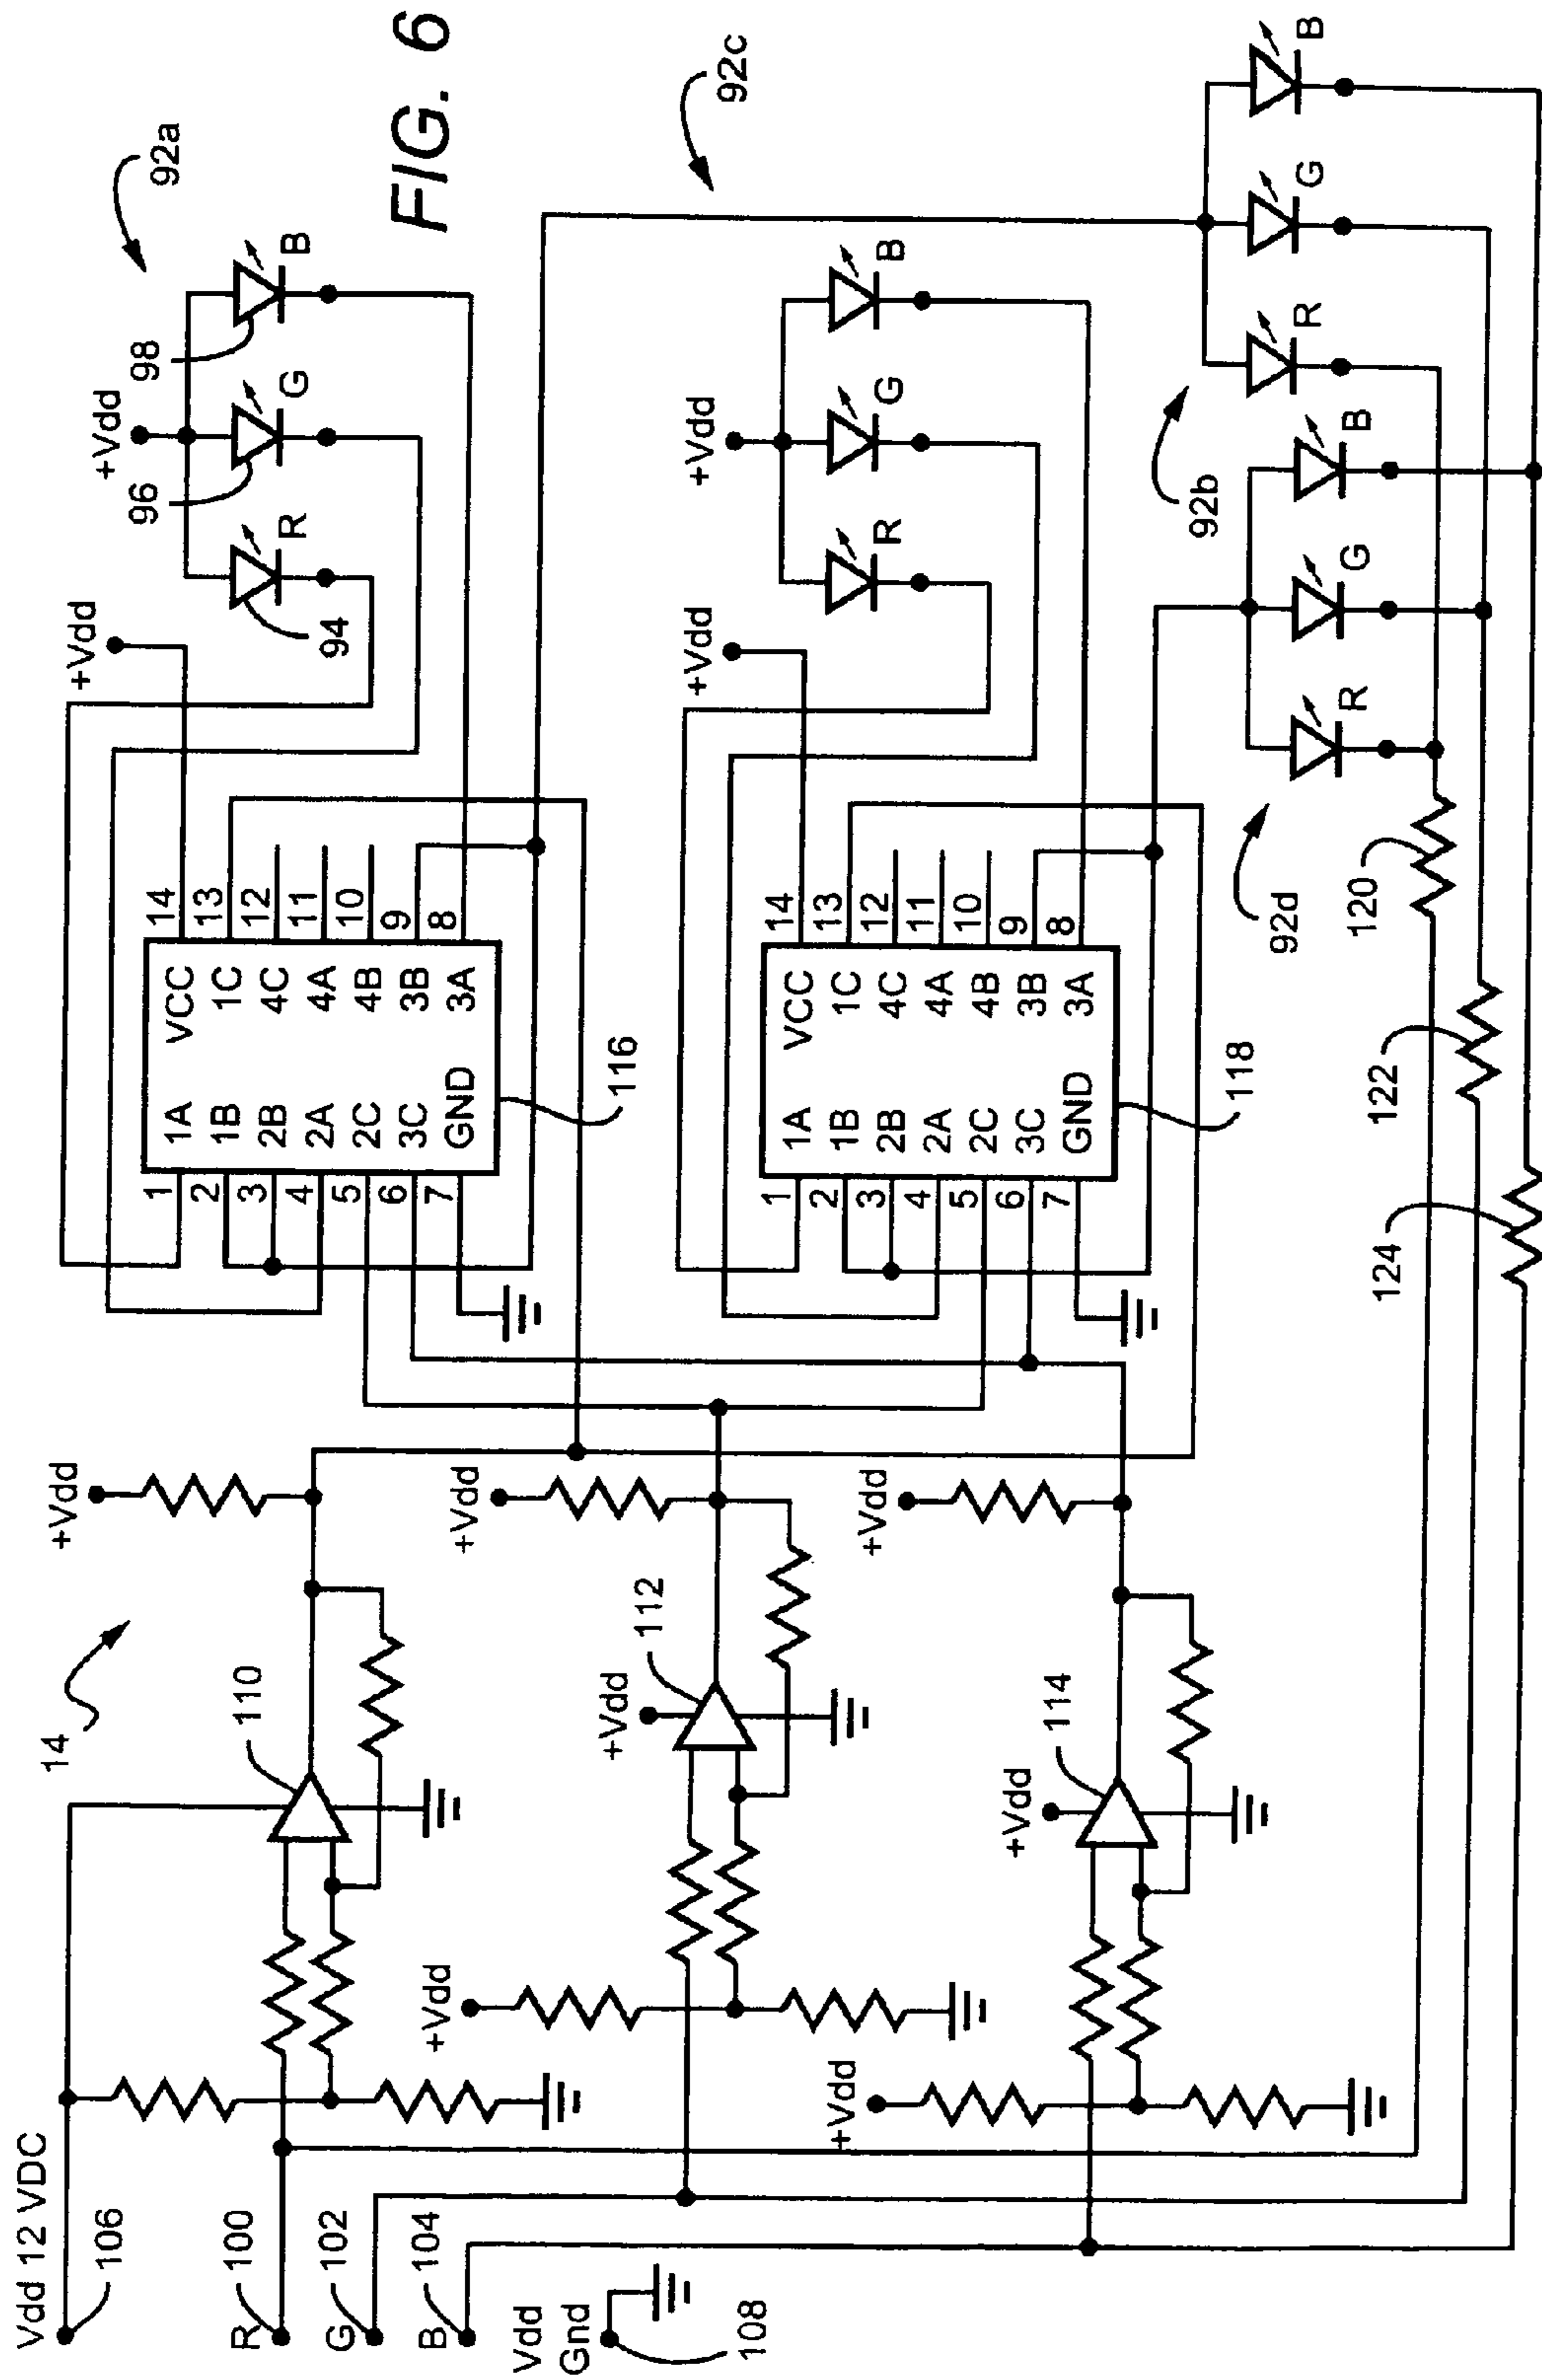 FIG. 6
14
Vdd 12 VDC
106
R
100
G
102
B
104
Vdd
Gnd
108
+Vdd
110
+Vdd
+Vdd
+Vdd
112
+Vdd
+Vdd
+Vdd
114
+Vdd
1 1A VCC 14
2 1B 1C 13
3 2B 4C 12
4 2A 4A 11
5 2C 4B 10
6 3C 3B 9
7 GND 3A 8
116
+Vdd
+Vdd
94
96
98
R
G
B
92a
1 1A VCC 14
2 1B 1C 13
3 2B 4C 12
4 2A 4A 11
5 2C 4B 10
6 3C 3B 9
7 GND 3A 8
118
+Vdd
+Vdd
R
G
B
92c
R
G
B
92d
R
G
B
92b
120
122
124